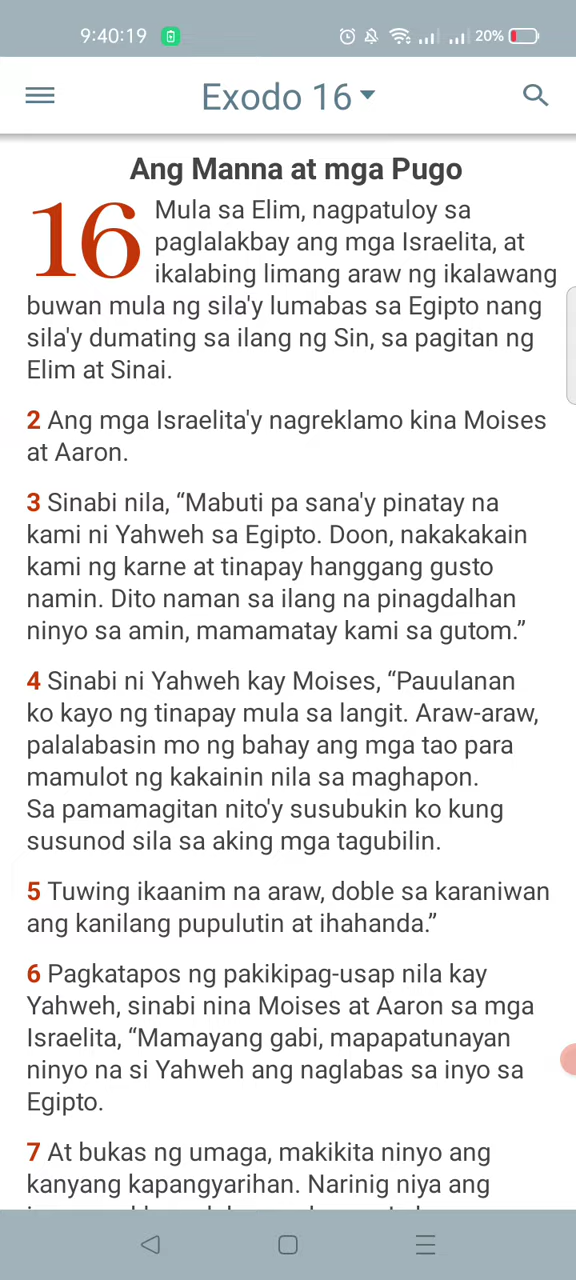 9:40:19
20%
Exodo 16
Ang Manna at mga Pugo
16 Mula sa Elim, nagpatuloy sa
paglalakbay ang mga Israelita, at
ikalabing limang araw ng ikalawang
buwan mula ng sila'y lumabas sa Egipto nang
sila'y dumating sa ilang ng Sin, sa pagitan ng
Elim at Sinai.
2 Ang mga Israelita'y nagreklamo kina Moises
at Aaron.
3 Sinabi nila, “Mabuti pa sana'y pinatay na
kami ni Yahweh sa Egipto. Doon, nakakakain
kami ng karne at tinapay hanggang gusto
namin. Dito naman sa ilang na pinagdalhan
ninyo sa amin, mamamatay kami sa gutom.”
4 Sinabi ni Yahweh kay Moises, “Pauulanan
ko kayo ng tinapay mula sa langit. Araw-araw,
palalabasin mo ng bahay ang mga tao para
mamulot ng kakainin nila sa maghapon.
Sa pamamagitan nito'y susubukin ko kung
susunod sila sa aking mga tagubilin.
5 Tuwing ikaanim na araw, doble sa karaniwan
ang kanilang pupulutin at ihahanda.”
6 Pagkatapos ng pakikipag-usap nila kay
Yahweh, sinabi nina Moises at Aaron sa mga
Israelita, “Mamayang gabi, mapapatunayan
ninyo na si Yahweh ang naglabas sa inyo sa
Egipto.
7 At bukas ng umaga, makikita ninyo ang
kanyang kapangyarihan. Narinig niya ang